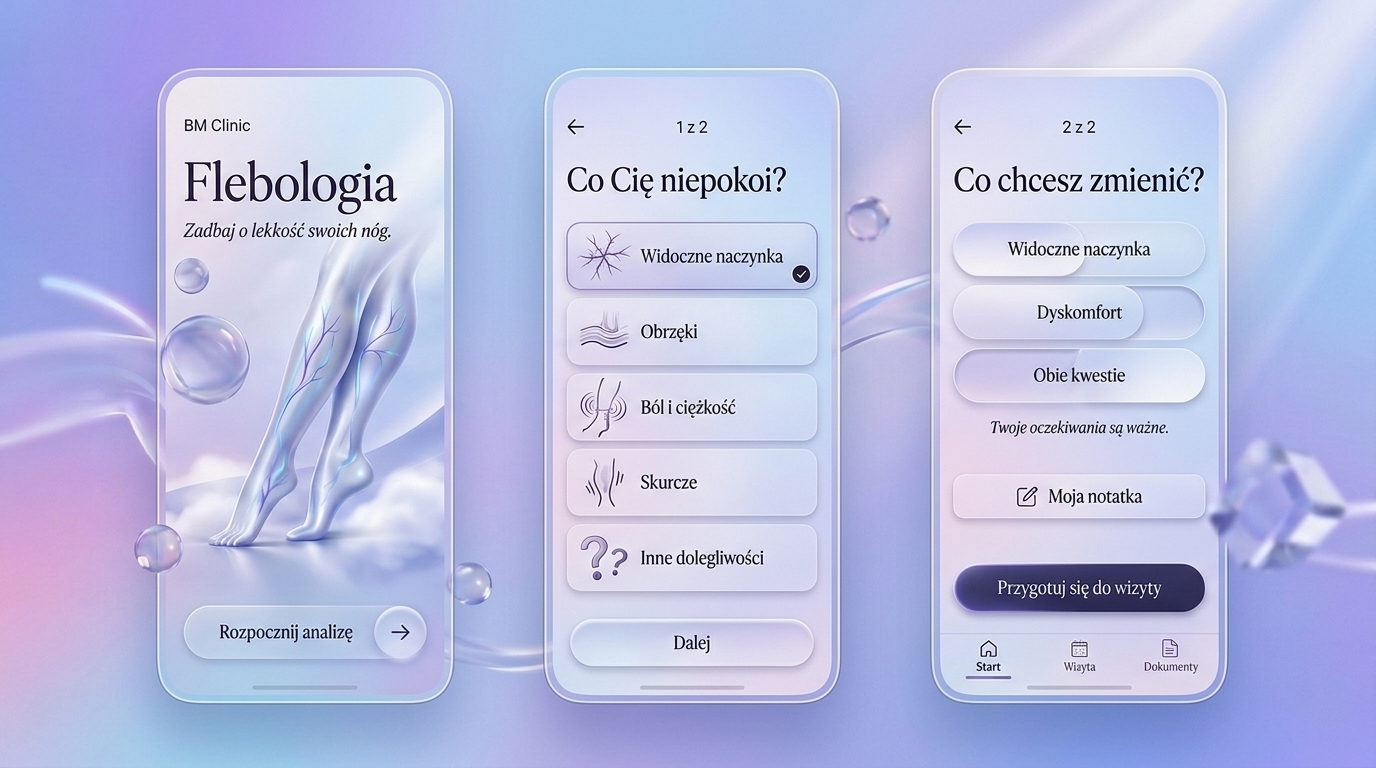 BM Clinic
Flebologia
Zadbaj o lekkość swoich nóg.
Rozpocznij analizę
1 z 2
Co Cię niepokoi?
Widoczne naczynka
Obrzęki
Ból i ciężkość
Skurcze
Inne dolegliwości
Dalej
2 z 2
Co chcesz zmienić?
Widoczne naczynka
Dyskomfort
Obie kwestie
Twoje oczekiwania są ważne.
Moja notatka
Przygotuj się do wizyty
Start
Wiayta
Dokumenty